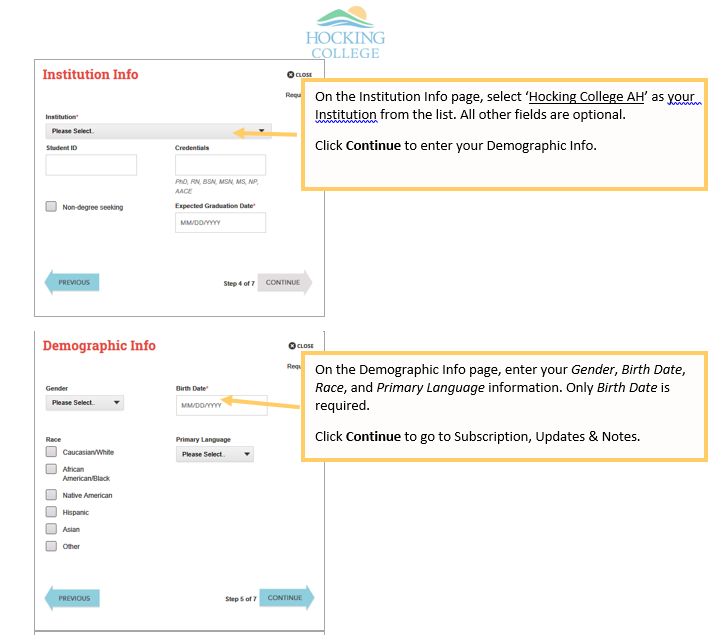 HOCKING
COLLEGE
Institution Info
CLOSE
Institution*
Please Select..
Student ID
Credentials
PhD, RN, BSN, MSN, MS, NP,
AACE
Non-degree seeking
Expected Graduation Date*
MM/DD/YYYY
PREVIOUS
Step 4 of 7
CONTINUE
On the Institution Info page, select ‘Hocking College AH’ as your
Institution from the list. All other fields are optional.
Click Continue to enter your Demographic Info.
Demographic Info
CLOSE
Gender
Please Select..
Birth Date*
MM/DD/YYYY
Race
Caucasian/White
African
American/Black
Native American
Hispanic
Asian
Other
Primary Language
Please Select..
PREVIOUS
Step 5 of 7
CONTINUE
On the Demographic Info page, enter your Gender, Birth Date,
Race, and Primary Language information. Only Birth Date is
required.
Click Continue to go to Subscription, Updates & Notes.